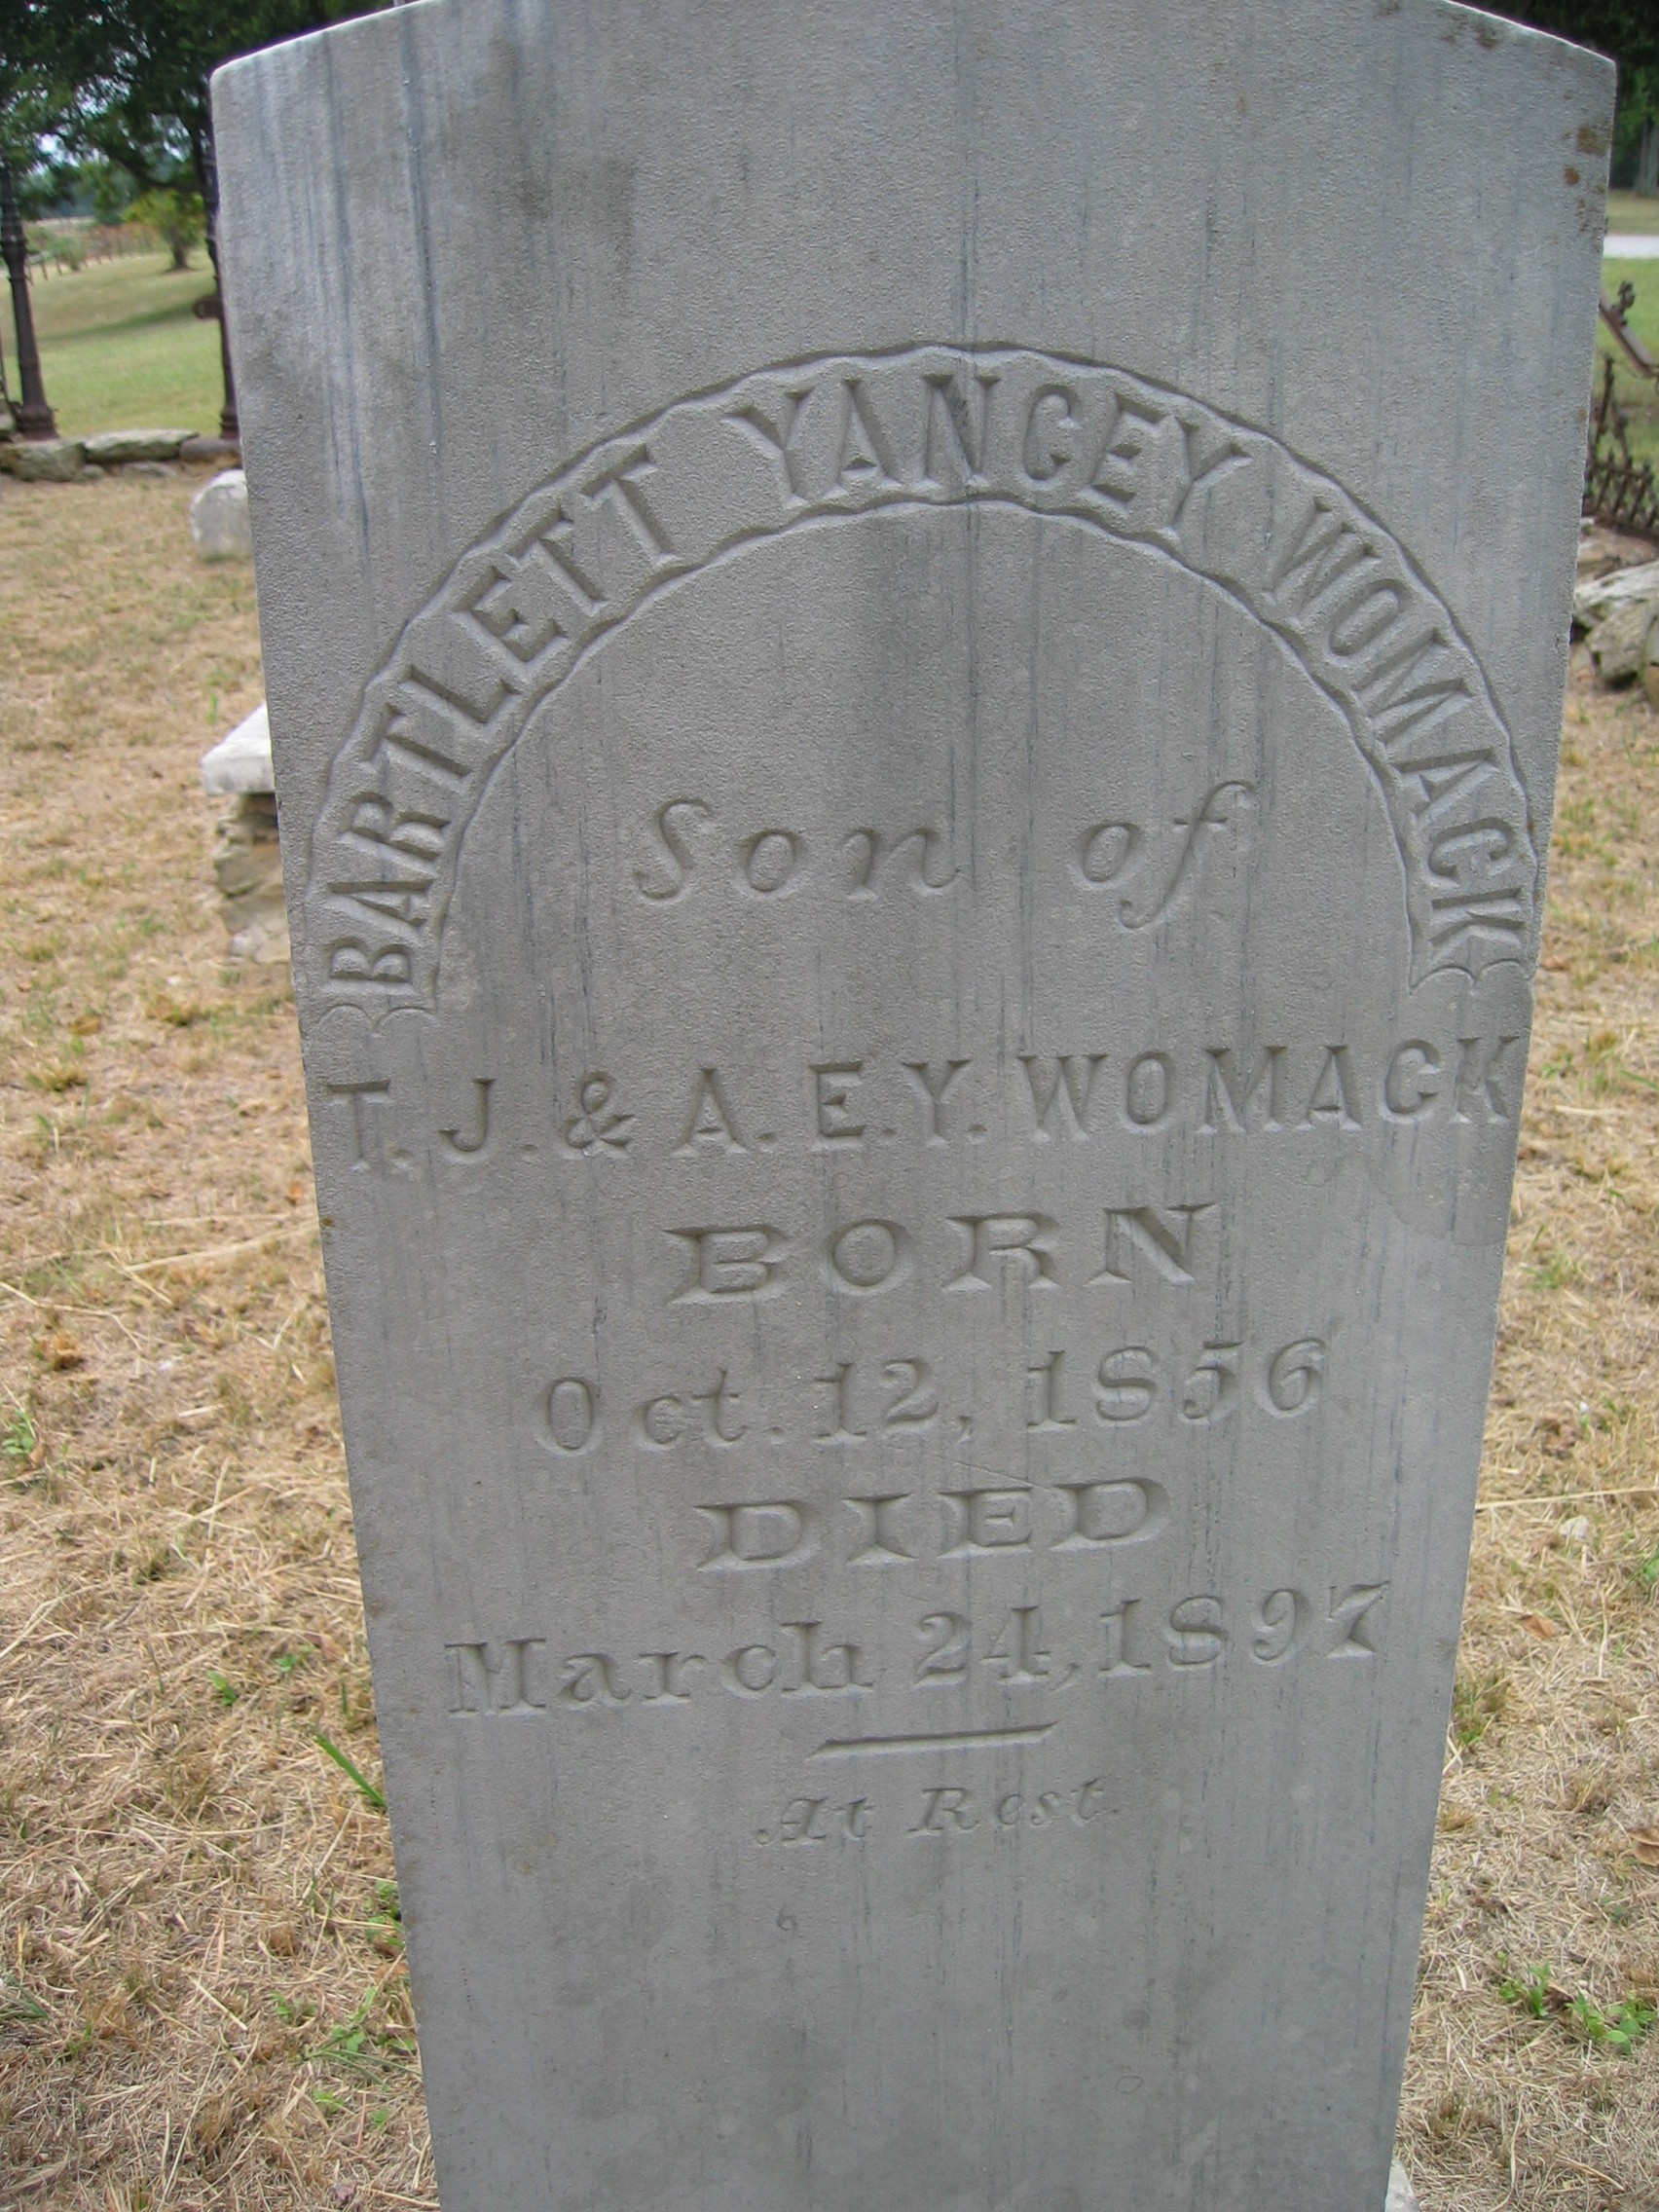 BARTLETT YANCEY WOMACK
Son of
T. J. & A. E. Y. WOMACK
BORN
Oct. 12, 1856
DIED
March 24, 1897
At Rest.